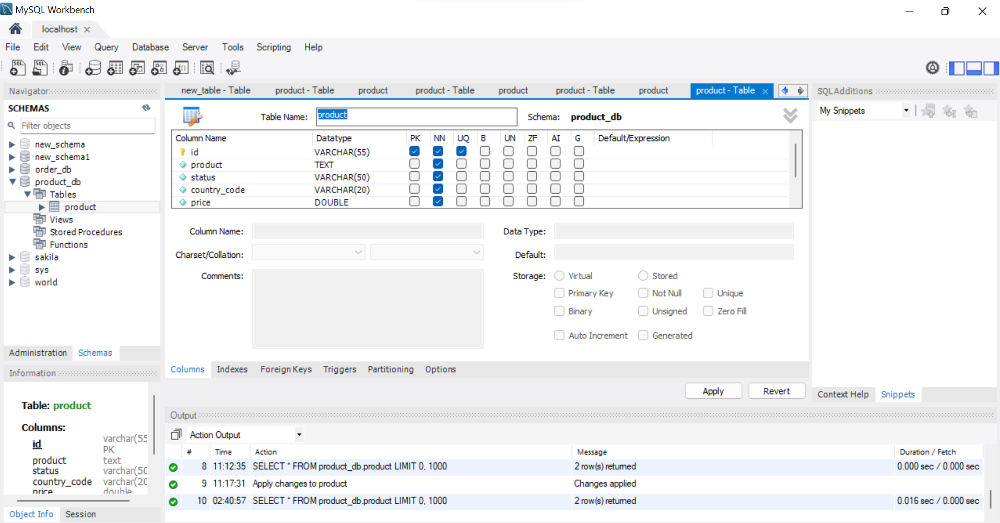 MySQL Workbench
localhost
File Edit View Query Database Server Tools Scripting Help
Navigator
SCHEMAS
Filter objects
new_schema
new_schema1
order_db
product_db
Tables
product
Views
Stored Procedures
Functions
sakila
sys
world
Administration Schemas
Information
Table: product
Columns:
id varchar(55
PK
product text
status varchar(50
country_code varchar(20
price double
Object Info Session
new_table - Table product - Table product product - Table product product - Table product product - Table
Table Name: product Schema: product_db
Column Name Datatype PK NN UQ B UN ZF AI G Default/Expression
id VARCHAR(55)
product TEXT
status VARCHAR(50)
country_code VARCHAR(20)
price DOUBLE
Column Name: Data Type:
Charset/Collation: Default:
Comments: Storage: Virtual Stored
Primary Key Not Null Unique
Binary Unsigned Zero Fill
Auto Increment Generated
Columns Indexes Foreign Keys Triggers Partitioning Options
Apply Revert
SQLAdditions
My Snippets
Context Help Snippets
Output
Action Output
# Time Action Message Duration / Fetch
8 11:12:35 SELECT * FROM product_db.product LIMIT 0, 1000 2 row(s) returned 0.000 sec / 0.000 sec
9 11:17:31 Apply changes to product Changes applied
10 02:40:57 SELECT * FROM product_db.product LIMIT 0, 1000 2 row(s) returned 0.016 sec / 0.000 sec